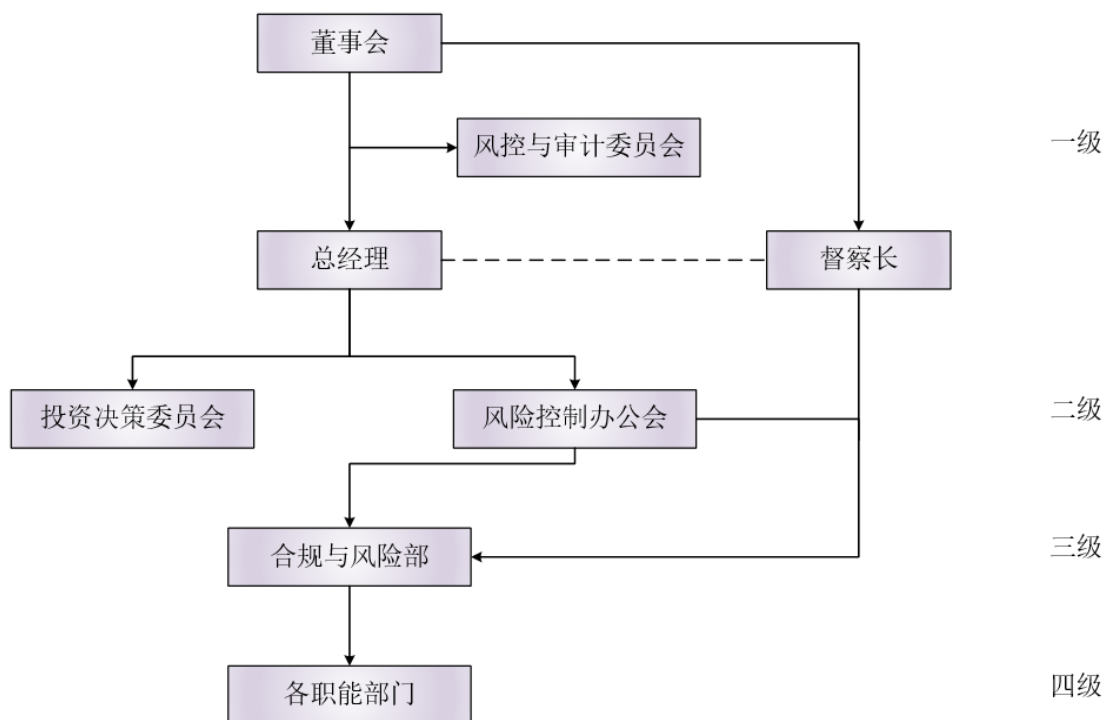 董事会
风控与审计委员会
一级
总经理
督察长
投资决策委员会
风险控制办公会
二级
合规与风险部
三级
各职能部门
四级